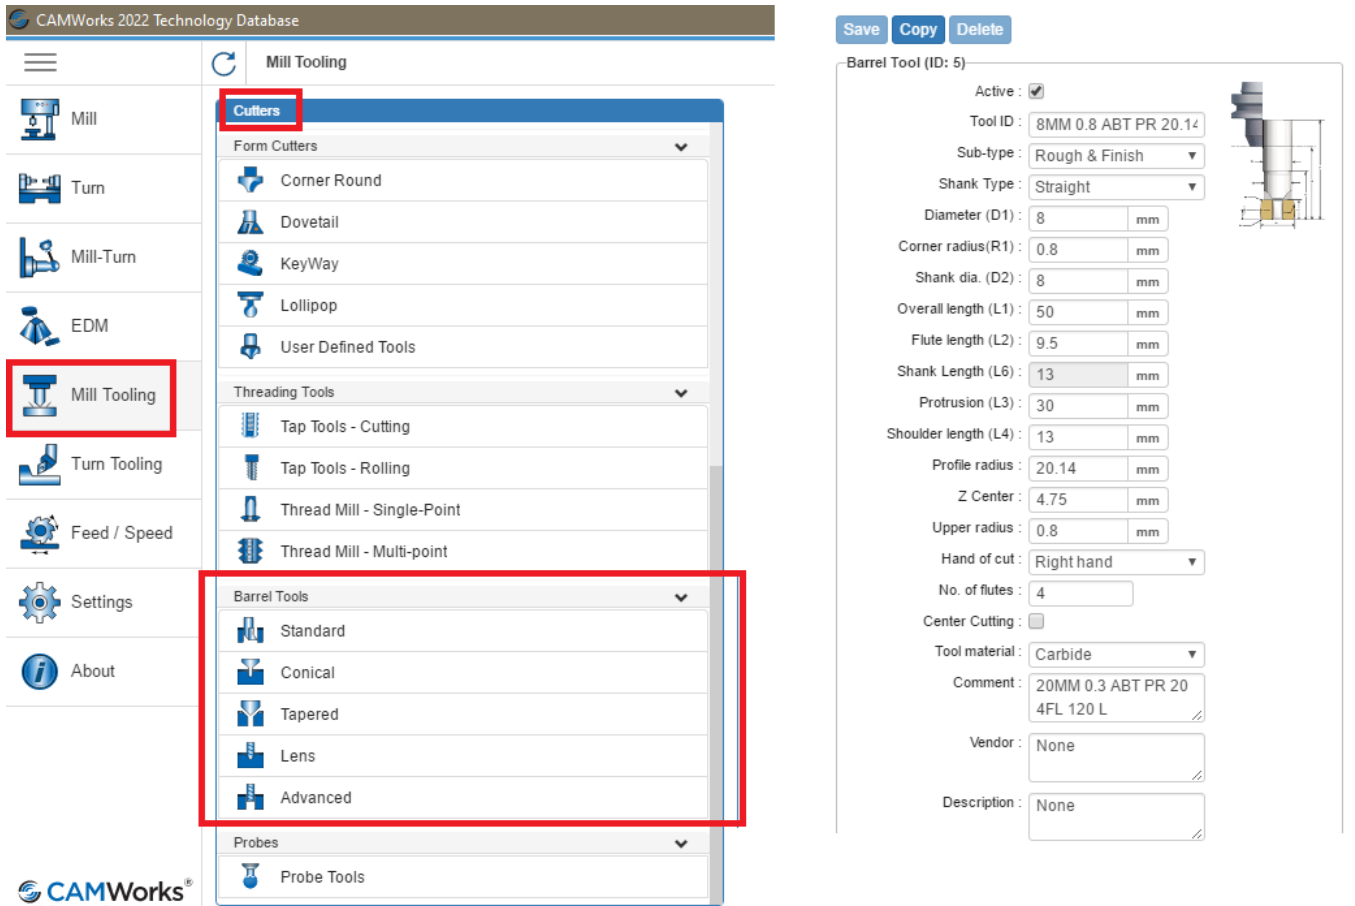 CAMWorks 2022 Technology Database
Mill Tooling
Mill
Turn
Mill-Turn
EDM
Mill Tooling
Turn Tooling
Feed / Speed
Settings
About
CAMWorks®
Cutters
Form Cutters
Corner Round
Dovetail
KeyWay
Lollipop
User Defined Tools
Threading Tools
Tap Tools - Cutting
Tap Tools - Rolling
Thread Mill - Single-Point
Thread Mill - Multi-point
Barrel Tools
Standard
Conical
Tapered
Lens
Advanced
Probes
Probe Tools
Save Copy Delete
Barrel Tool (ID: 5)
Active :
Tool ID : 8MM 0.8 ABT PR 20.14
Sub-type : Rough & Finish
Shank Type : Straight
Diameter (D1) : 8 mm
Corner radius(R1) : 0.8 mm
Shank dia. (D2) : 8 mm
Overall length (L1) : 50 mm
Flute length (L2) : 9.5 mm
Shank Length (L6) : 13 mm
Protrusion (L3) : 30 mm
Shoulder length (L4) : 13 mm
Profile radius : 20.14 mm
Z Center : 4.75 mm
Upper radius : 0.8 mm
Hand of cut : Right hand
No. of flutes : 4
Center Cutting :
Tool material : Carbide
Comment : 20MM 0.3 ABT PR 20
4FL 120 L
Vendor : None
Description : None